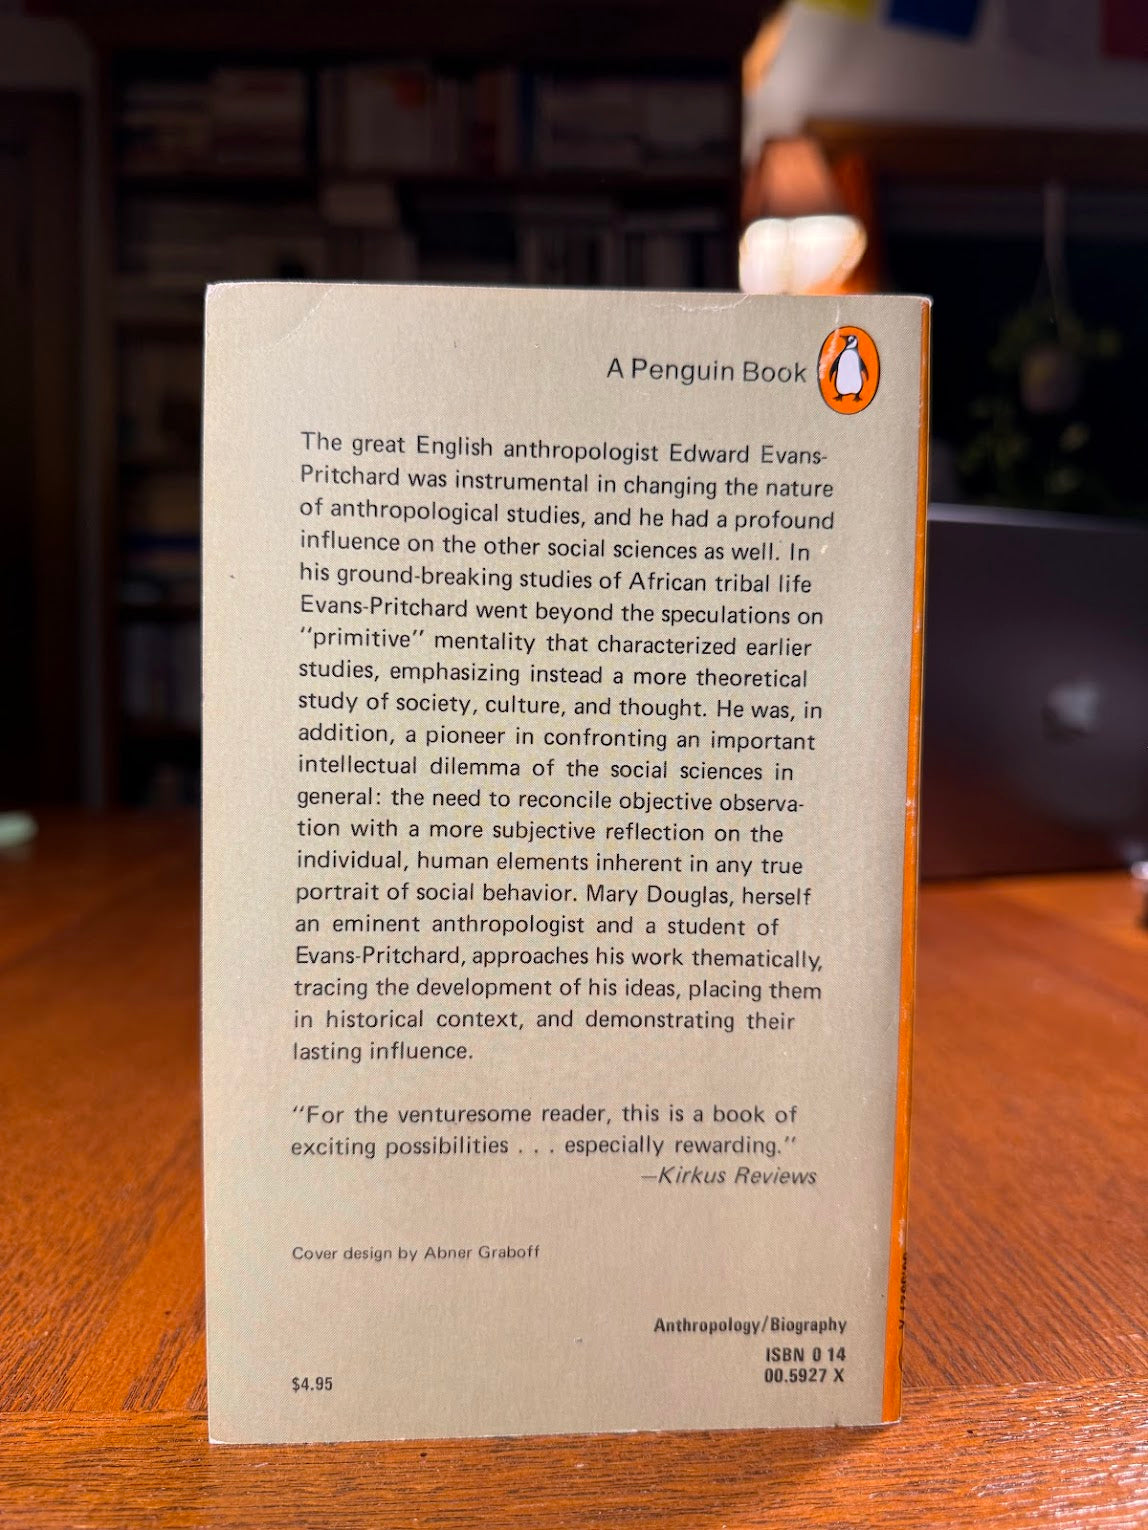 A Penguin Book
The great English anthropologist Edward Evans-
Pritchard was instrumental in changing the nature
of anthropological studies, and he had a profound
influence on the other social sciences as well. In
his ground-breaking studies of African tribal life
Evans-Pritchard went beyond the speculations on
"primitive" mentality that characterized earlier
studies, emphasizing instead a more theoretical
study of society, culture, and thought. He was, in
addition, a pioneer in confronting an important
intellectual dilemma of the social sciences in
general: the need to reconcile objective observa-
tion with a more subjective reflection on the
individual, human elements inherent in any true
portrait of social behavior. Mary Douglas, herself
an eminent anthropologist and a student of
Evans-Pritchard, approaches his work thematically,
tracing the development of his ideas, placing them
in historical context, and demonstrating their
lasting influence.
"For the venturesome reader, this is a book of
exciting possibilities . . . especially rewarding."
—Kirkus Reviews
Cover design by Abner Graboff
Anthropology/Biography
ISBN 0 14
00.5927 X
$4.95